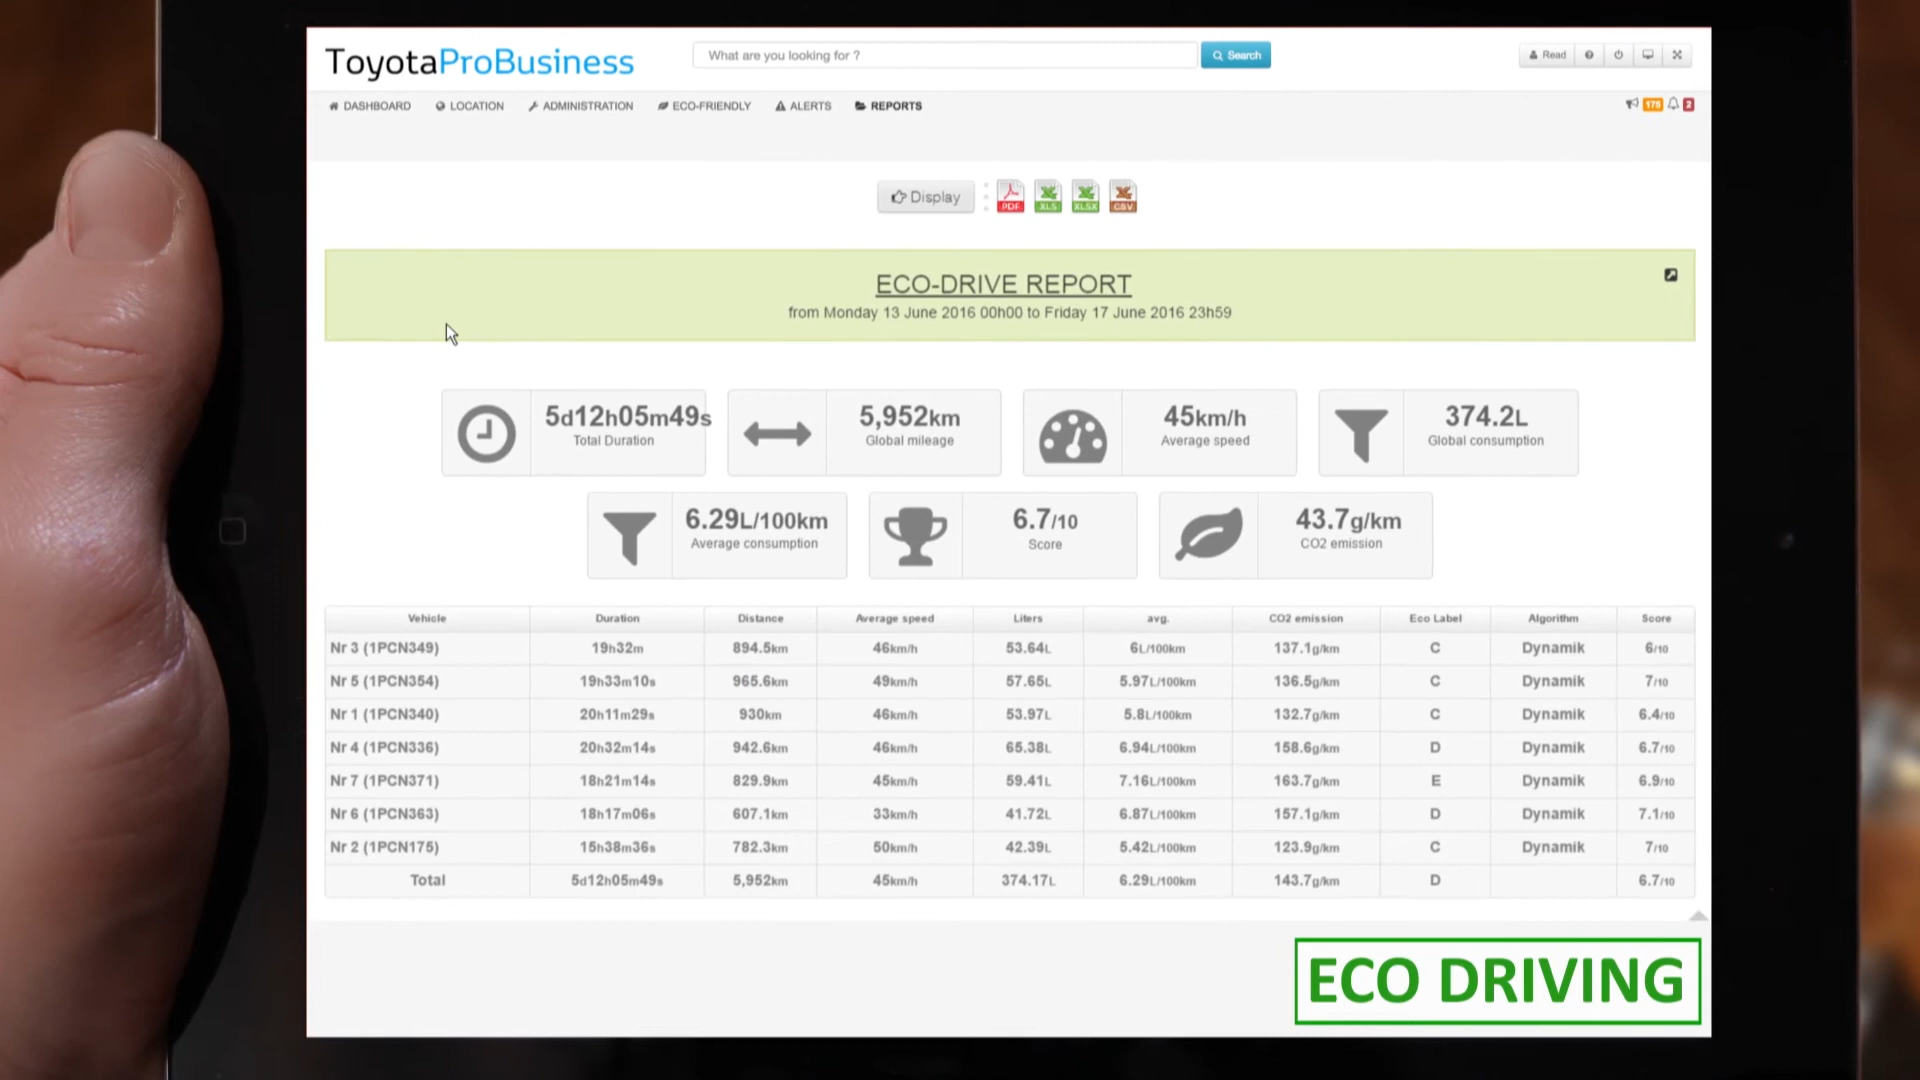 ToyotaProBusiness
What are you looking for ?
Search
Read
DASHBOARD LOCATION ADMINISTRATION ECO-FRIENDLY ALERTS REPORTS
175 2
Display PDF XLS XLSX CSV
ECO-DRIVE REPORT
from Monday 13 June 2016 00h00 to Friday 17 June 2016 23h59
5d12h05m49s
Total Duration
5,952km
Global mileage
45km/h
Average speed
374.2L
Global consumption
6.29L/100km
Average consumption
6.7/10
Score
43.7g/km
CO2 emission
Vehicle Duration Distance Average speed Liters avg. CO2 emission Eco Label Algorithm Score
Nr 3 (1PCN349) 19h32m 894.5km 46km/h 53.64L 6L/100km 137.1g/km C Dynamik 6/10
Nr 5 (1PCN354) 19h33m10s 965.6km 49km/h 57.65L 5.97L/100km 136.5g/km C Dynamik 7/10
Nr 1 (1PCN340) 20h11m29s 930km 46km/h 53.97L 5.8L/100km 132.7g/km C Dynamik 6.4/10
Nr 4 (1PCN336) 20h32m14s 942.6km 46km/h 65.38L 6.94L/100km 158.6g/km D Dynamik 6.7/10
Nr 7 (1PCN371) 18h21m14s 829.9km 45km/h 59.41L 7.16L/100km 163.7g/km E Dynamik 6.9/10
Nr 6 (1PCN363) 18h17m06s 607.1km 33km/h 41.72L 6.87L/100km 157.1g/km D Dynamik 7.1/10
Nr 2 (1PCN175) 15h38m36s 782.3km 50km/h 42.39L 5.42L/100km 123.9g/km C Dynamik 7/10
Total 5d12h05m49s 5,952km 45km/h 374.17L 6.29L/100km 143.7g/km D 6.7/10
ECO DRIVING